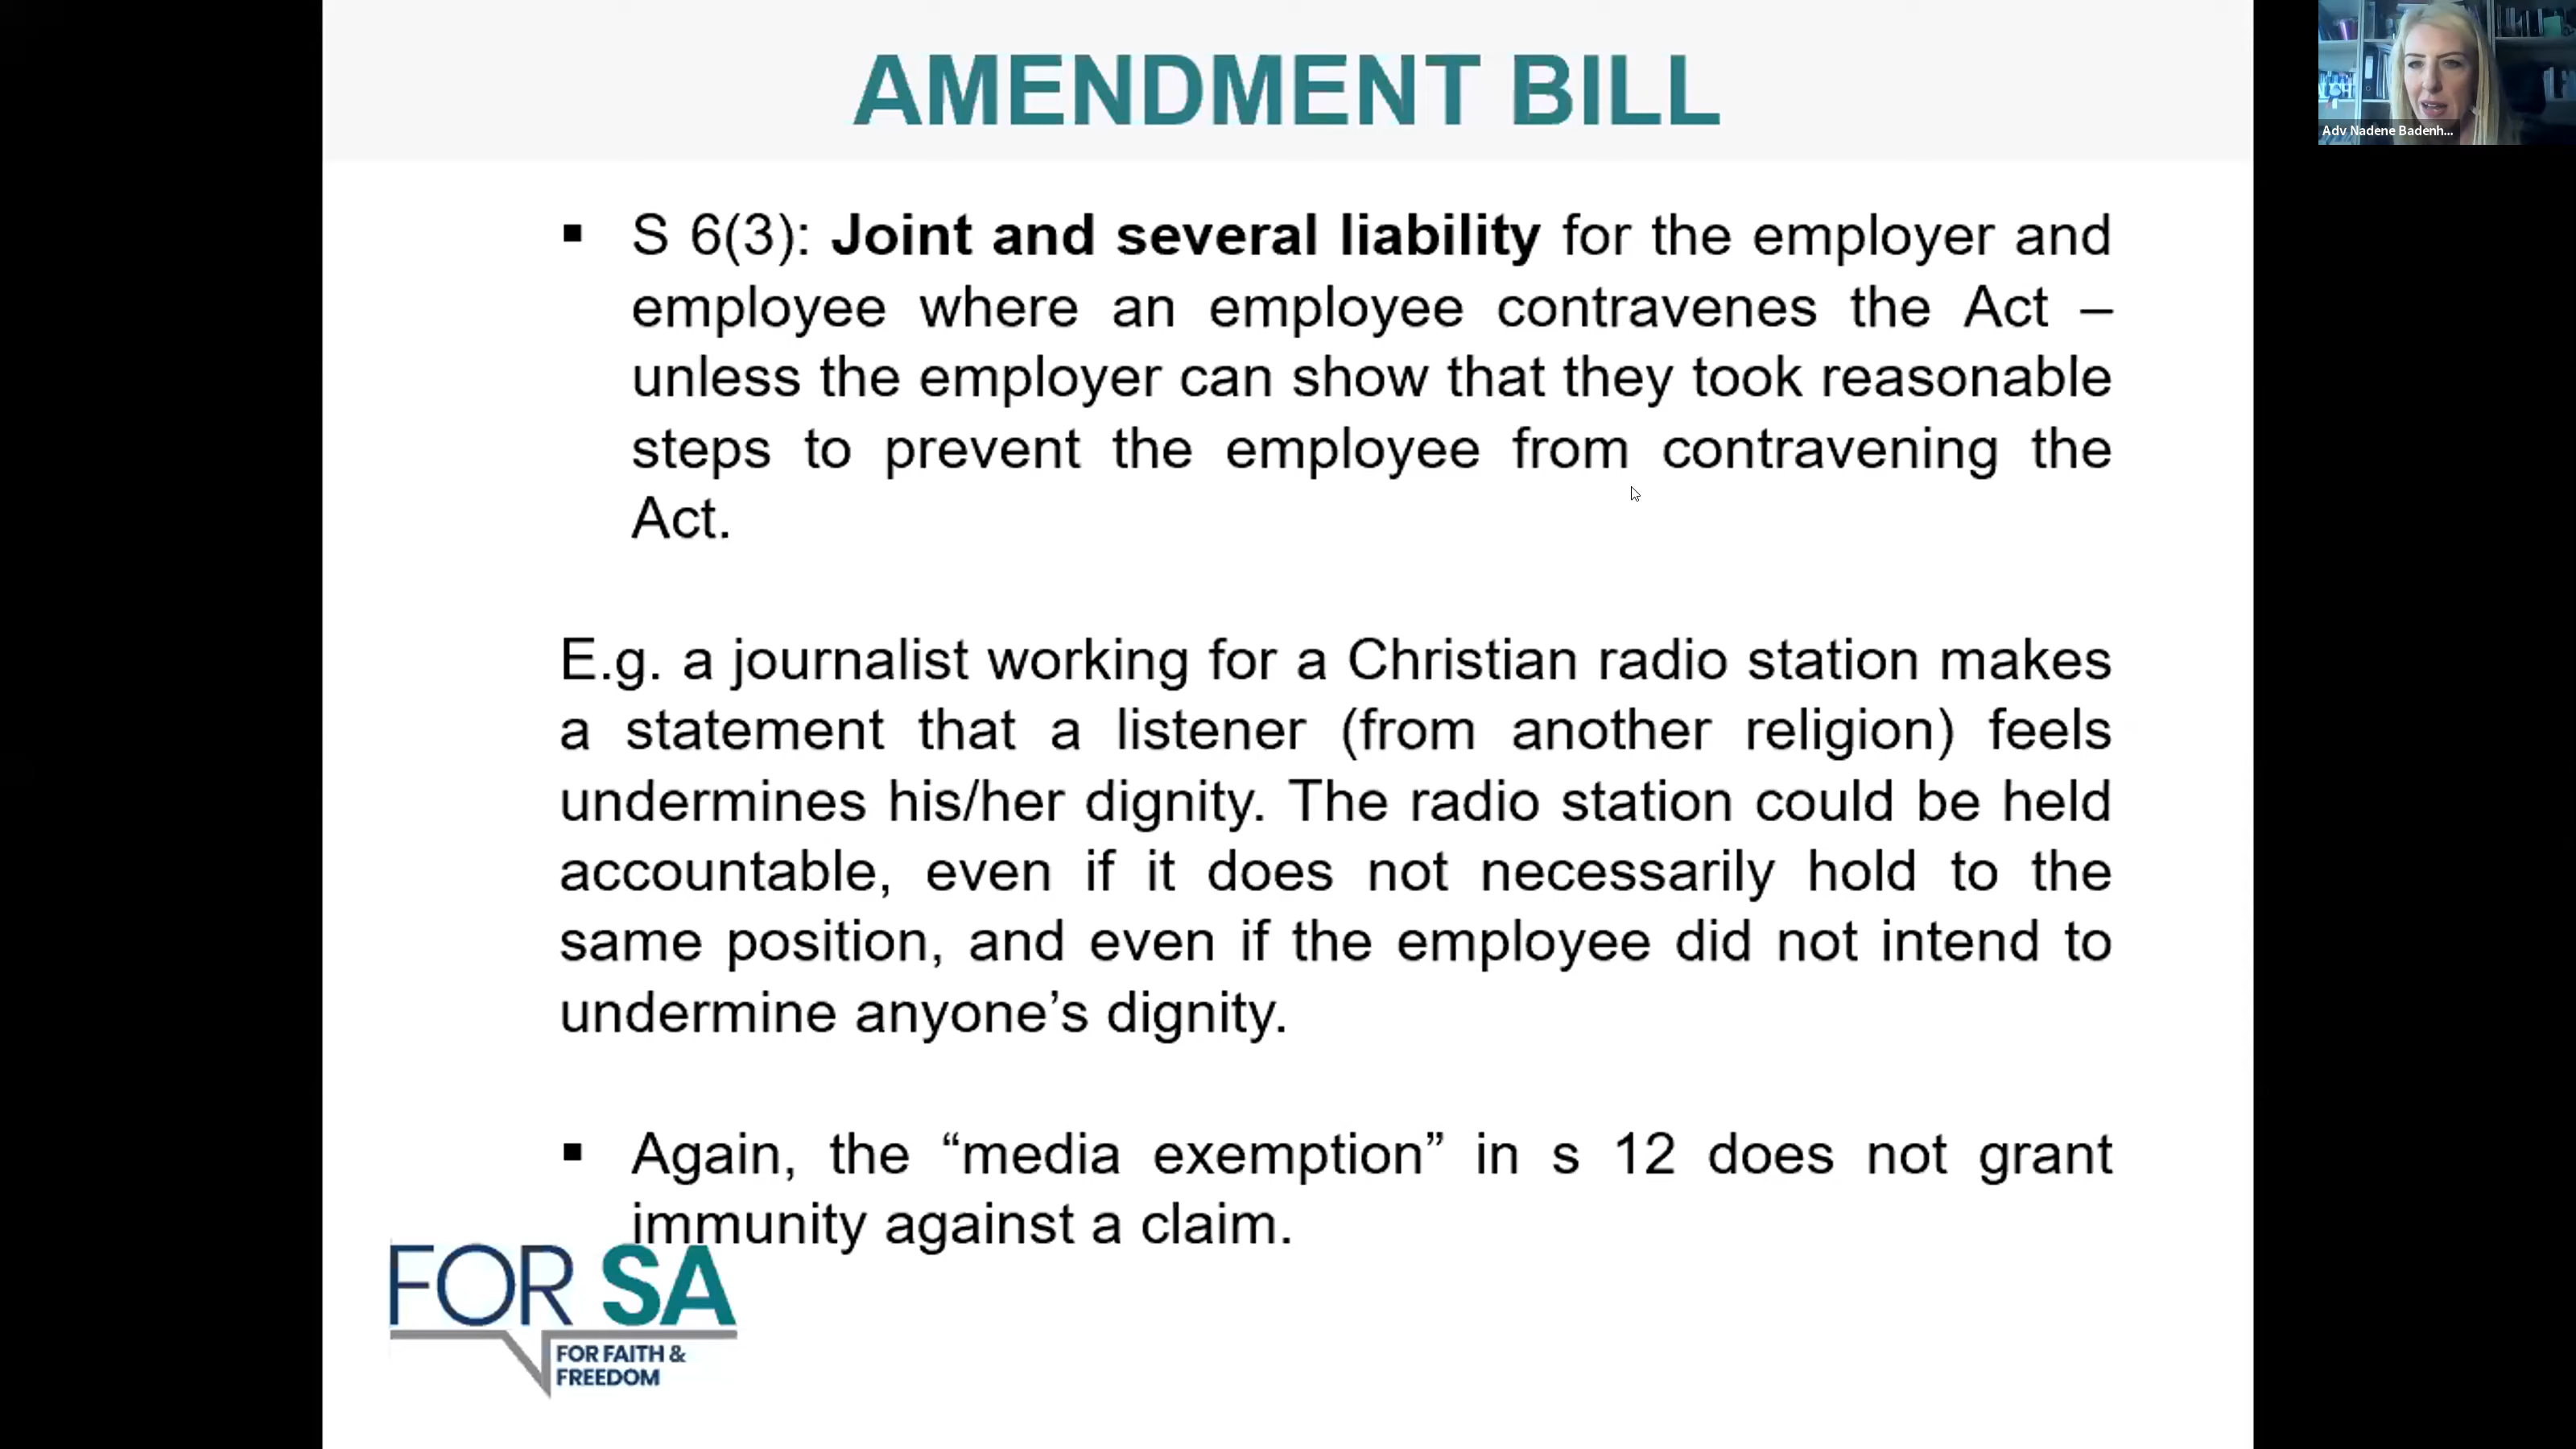 AMENDMENT BILL
Adv Nadene Badenh...
▪ S 6(3): Joint and several liability for the employer and
employee where an employee contravenes the Act –
unless the employer can show that they took reasonable
steps to prevent the employee from contravening the
Act.
E.g. a journalist working for a Christian radio station makes
a statement that a listener (from another religion) feels
undermines his/her dignity. The radio station could be held
accountable, even if it does not necessarily hold to the
same position, and even if the employee did not intend to
undermine anyone’s dignity.
▪ Again, the “media exemption” in s 12 does not grant
immunity against a claim.
FOR SA
FOR FAITH &
FREEDOM